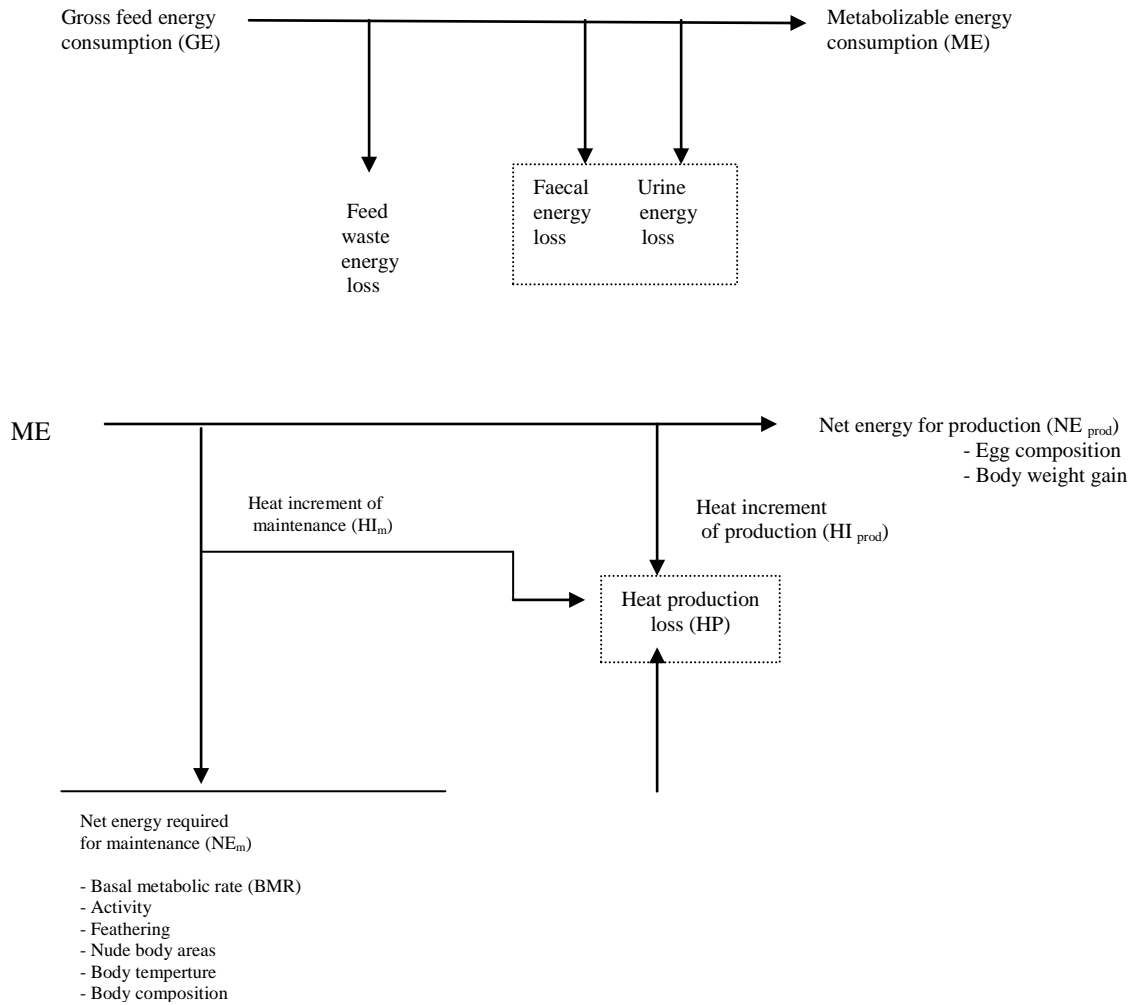 Gross feed energy
consumption (GE)
Metabolizable energy
consumption (ME)
Faecal
energy
loss
Urine
energy
loss
Feed
waste
energy
loss
ME
Net energy for production (NE prod)
- Egg composition
- Body weight gain
Heat increment of
maintenance (HIm)
Heat increment
of production (HI prod)
Heat production
loss (HP)
Net energy required
for maintenance (NEm)
- Basal metabolic rate (BMR)
- Activity
- Feathering
- Nude body areas
- Body temperture
- Body composition